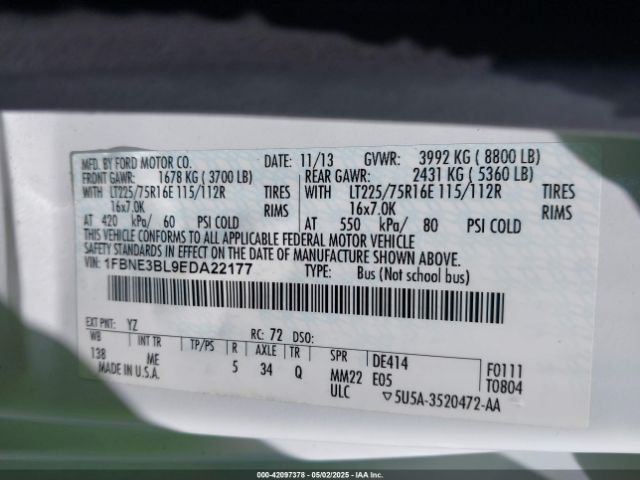 MFD. BY FORD MOTOR CO. DATE: 11/13 GVWR: 3992 KG ( 8800 LB)
FRONT GAWR: 1678 KG ( 3700 LB) REAR GAWR: 2431 KG ( 5360 LB)
WITH LT225/75R16E 115/112R TIRES WITH LT225/75R16E 115/112R TIRES
16x7.0K RIMS 16x7.0K RIMS
AT 420 kPa/ 60 PSI COLD AT 550 kPa/ 80 PSI COLD
THIS VEHICLE CONFORMS TO ALL APPLICABLE FEDERAL MOTOR VEHICLE
SAFETY STANDARDS IN EFFECT ON THE DATE OF MANUFACTURE SHOWN ABOVE.
VIN: 1FBNE3BL9EDA22177 TYPE: Bus (Not school bus)
EXT PNT: YZ RC: 72 DSO:
WB INT TR TP/PS R AXLE TR SPR DE414 F0111
138 ME 5 34 Q MM22 E05 T0804
MADE IN U.S.A. ULC ▽5U5A-3520472-AA
000-42097378 - 05/02/2025 - IAA Inc.